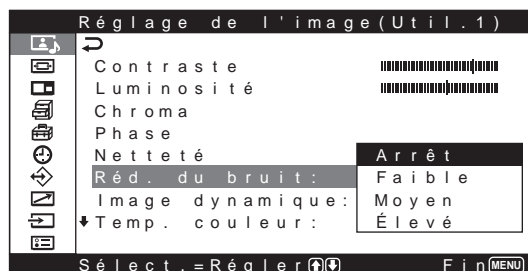 Réglage de l'image(Util.1)
Contraste
Luminosité
Chroma
Phase
Netteté
Réd. du bruit:
Image dynamique:
Temp. couleur:
Arrêt
Faible
Moyen
Élevé
Sélect.=Régler Fin MENU